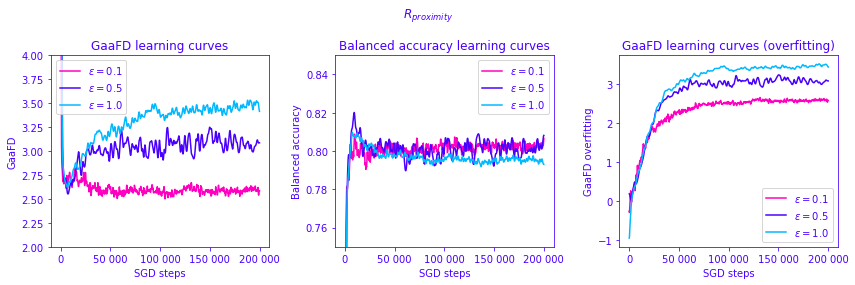 R_proximity
GaaFD learning curves
GaaFD
4.00
3.75
3.50
3.25
3.00
2.75
2.50
2.25
2.00
ε = 0.1
ε = 0.5
ε = 1.0
0 50 000 100 000 150 000 200 000
SGD steps
Balanced accuracy learning curves
Balanced accuracy
0.84
0.82
0.80
0.78
0.76
ε = 0.1
ε = 0.5
ε = 1.0
0 50 000 100 000 150 000 200 000
SGD steps
GaaFD learning curves (overfitting)
GaaFD overfitting
3
2
1
0
−1
ε = 0.1
ε = 0.5
ε = 1.0
0 50 000 100 000 150 000 200 000
SGD steps